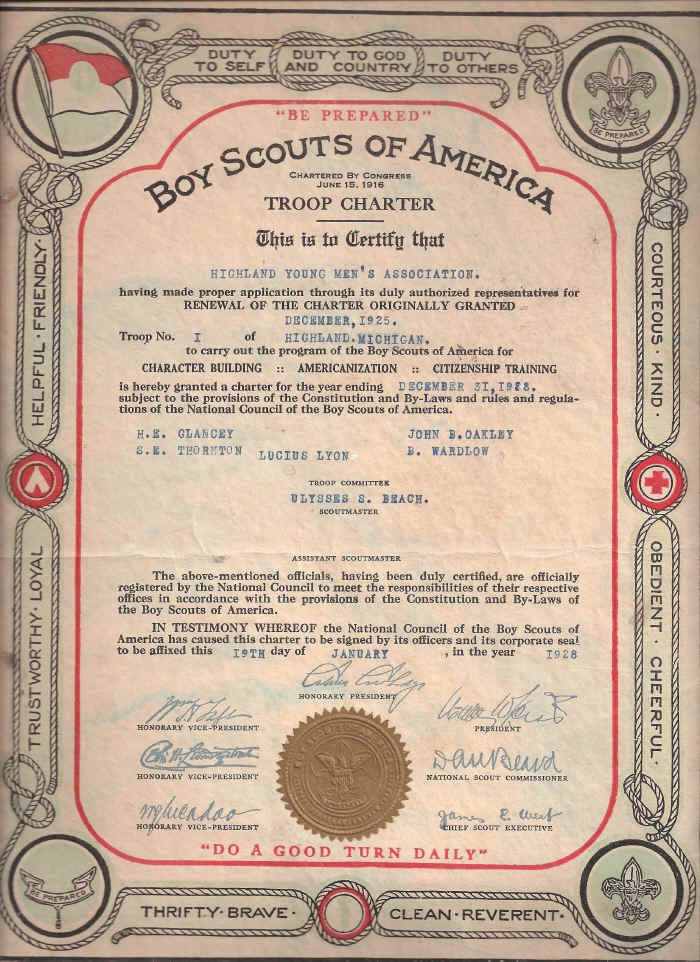 DUTY TO SELF
DUTY TO GOD AND COUNTRY
DUTY TO OTHERS
BE PREPARED
"BE PREPARED"
BOY SCOUTS OF AMERICA
CHARTERED BY CONGRESS
JUNE 15, 1916
TROOP CHARTER
This is to Certify that
HIGHLAND YOUNG MEN'S ASSOCIATION.
having made proper application through its duly authorized representatives for
RENEWAL OF THE CHARTER ORIGINALLY GRANTED
DECEMBER, 1925.
Troop No. I of HIGHLAND.MICHIGAN.
to carry out the program of the Boy Scouts of America for
CHARACTER BUILDING :: AMERICANIZATION :: CITIZENSHIP TRAINING
is hereby granted a charter for the year ending DECEMBER 31, 1928.
subject to the provisions of the Constitution and By-Laws and rules and regula-
tions of the National Council of the Boy Scouts of America.
H.E. GLANCEY JOHN B.OAKLEY
S.E. THORNTON LUCIUS LYON B. WARDLOW
TROOP COMMITTEE
ULYSSES S. BEACH.
SCOUTMASTER
ASSISTANT SCOUTMASTER
The above-mentioned officials, having been duly certified, are officially
registered by the National Council to meet the responsibilities of their respective
offices in accordance with the provisions of the Constitution and By-Laws of
the Boy Scouts of America.
IN TESTIMONY WHEREOF the National Council of the Boy Scouts of
America has caused this charter to be signed by its officers and its corporate seal
to be affixed this 19TH day of JANUARY , in the year 1928
HONORARY PRESIDENT
HONORARY VICE-PRESIDENT
PRESIDENT
HONORARY VICE-PRESIDENT
Dan Beard
NATIONAL SCOUT COMMISSIONER
HONORARY VICE-PRESIDENT
James E. West
CHIEF SCOUT EXECUTIVE
"DO A GOOD TURN DAILY"
HELPFUL · FRIENDLY ·
TRUSTWORTHY · LOYAL
COURTEOUS · KIND ·
OBEDIENT · CHEERFUL ·
BE PREPARED
THRIFTY · BRAVE ·
CLEAN · REVERENT ·